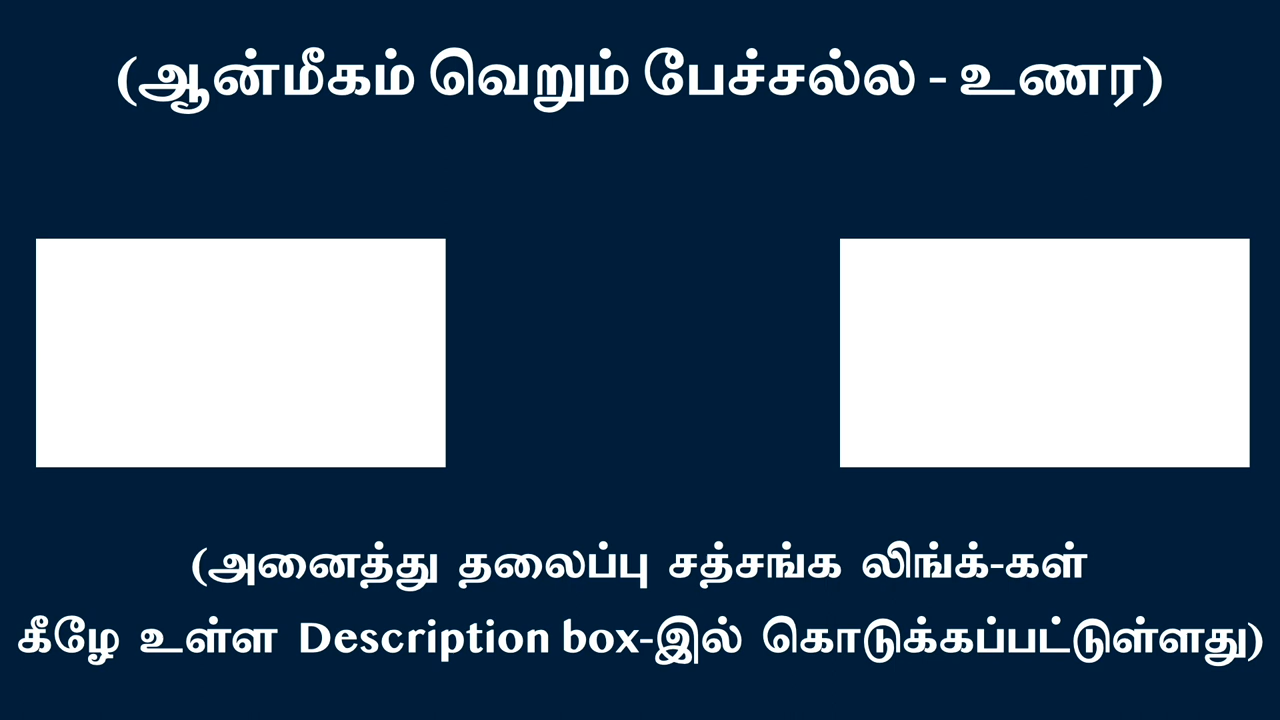 (ஆன்மீகம் வெறும் பேச்சல்ல - உணர)
(அனைத்து தலைப்பு சத்சங்க லிங்க்-கள்
கீழே உள்ள Description box-இல் கொடுக்கப்பட்டுள்ளது)